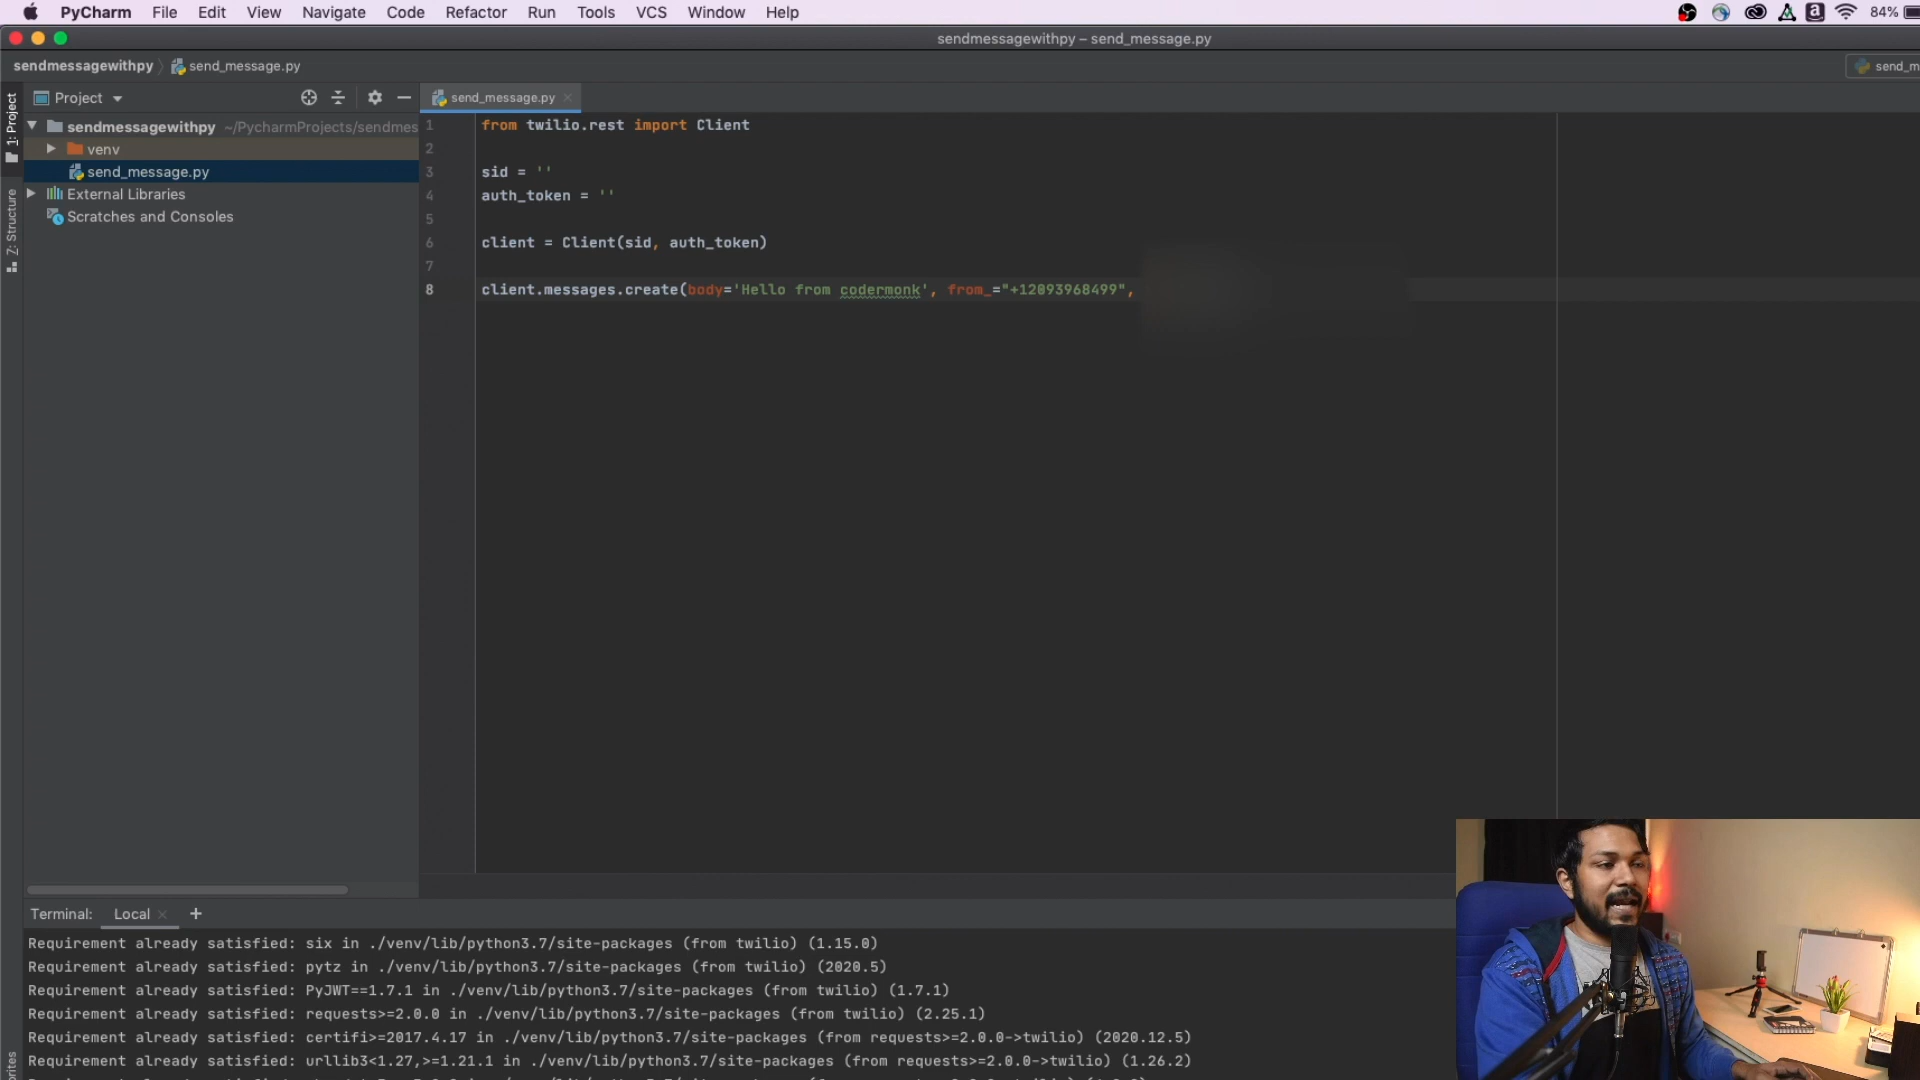 PyCharm File Edit View Navigate Code Refactor Run Tools VCS Window Help 84%
sendmessagewithpy – send_message.py
sendmessagewithpy send_message.py
send_m
1: Project
Project
send_message.py
sendmessagewithpy ~/PycharmProjects/sendmes
venv
send_message.py
External Libraries
Scratches and Consoles
7: Structure
1 from twilio.rest import Client
2
3 sid = ''
4 auth_token = ''
5
6 client = Client(sid, auth_token)
7
8 client.messages.create(body='Hello from codermonk', from_="+12093968499",
Terminal: Local +
Requirement already satisfied: six in ./venv/lib/python3.7/site-packages (from twilio) (1.15.0)
Requirement already satisfied: pytz in ./venv/lib/python3.7/site-packages (from twilio) (2020.5)
Requirement already satisfied: PyJWT==1.7.1 in ./venv/lib/python3.7/site-packages (from twilio) (1.7.1)
Requirement already satisfied: requests>=2.0.0 in ./venv/lib/python3.7/site-packages (from twilio) (2.25.1)
Requirement already satisfied: certifi>=2017.4.17 in ./venv/lib/python3.7/site-packages (from requests>=2.0.0->twilio) (2020.12.5)
Requirement already satisfied: urllib3<1.27,>=1.21.1 in ./venv/lib/python3.7/site-packages (from requests>=2.0.0->twilio) (1.26.2)